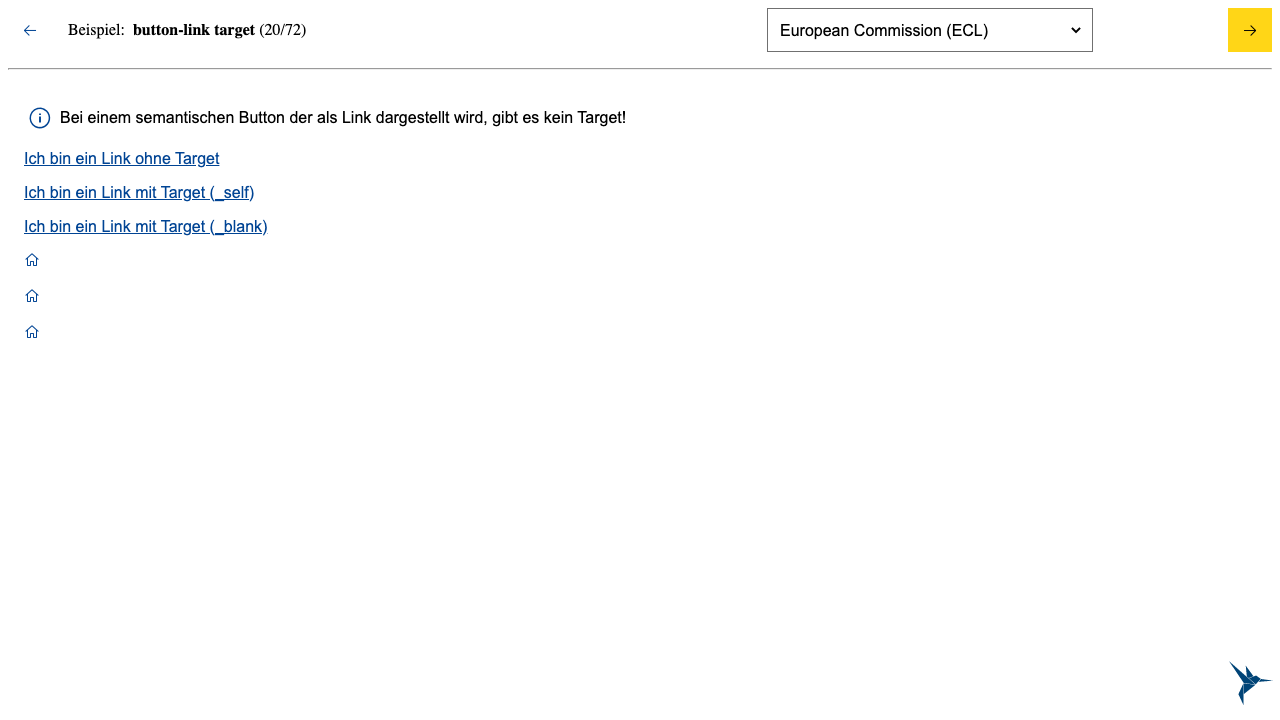 Beispiel: button-link target (20/72)
European Commission (ECL)
Bei einem semantischen Button der als Link dargestellt wird, gibt es kein Target!
Ich bin ein Link ohne Target
Ich bin ein Link mit Target (_self)
Ich bin ein Link mit Target (_blank)